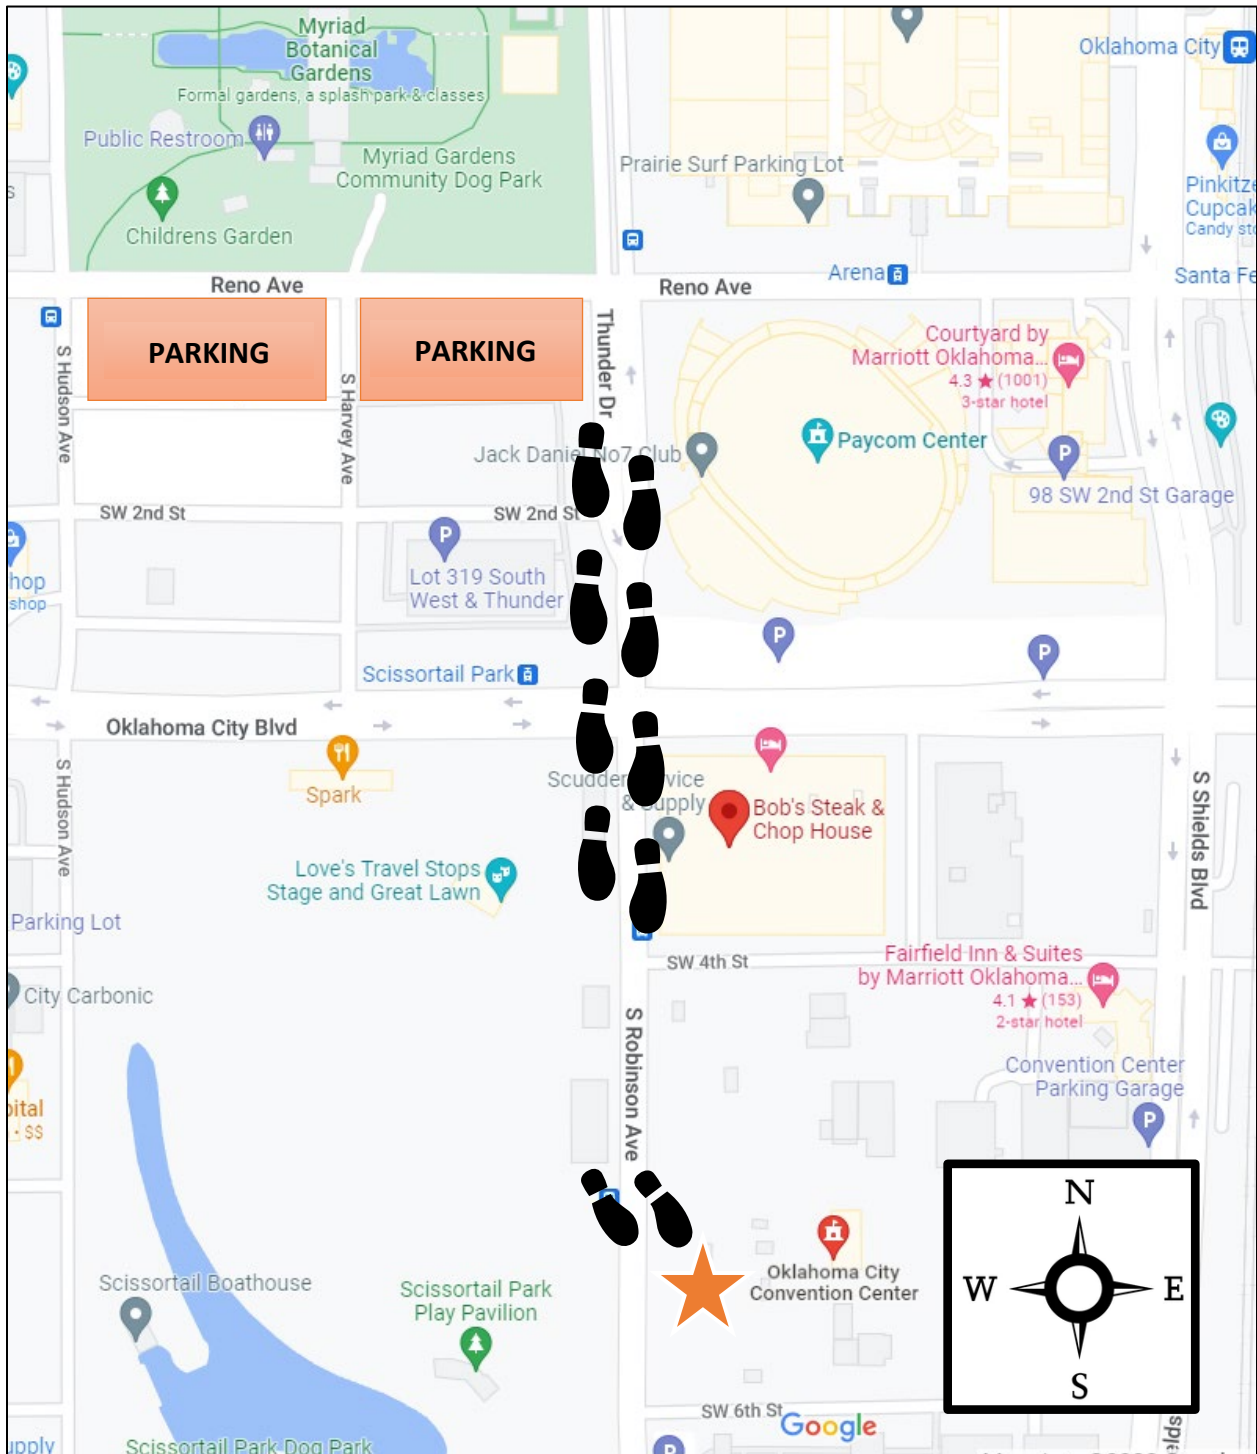 Myriad
Botanical
Gardens
Formal gardens, a splash park & classes
Oklahoma City
Public Restroom
Myriad Gardens
Community Dog Park
Prairie Surf Parking Lot
Childrens Garden
Candy
Arena
Santa Fe
Reno Ave
Reno Ave
PARKING
PARKING
S Hudson Ave
S Harvey Ave
Thunder Dr
Courtyard by
Marriott Oklahoma...
4.3 ★ (1001)
3-star hotel
Paycom Center
Jack Daniel No7 Club
P
98 SW 2nd St Garage
SW 2nd St
SW 2nd St
P
Lot 319 South
West & Thunder
hop
shop
P
P
Scissortail Park
Oklahoma City Blvd
Spark
S Hudson Ave
Scudder
& Supply
Bob's Steak &
Chop House
S Shields Blvd
Love's Travel Stops
Stage and Great Lawn
Parking Lot
SW 4th St
Fairfield Inn & Suites
by Marriott Oklahoma...
4.1 ★ (153)
2-star hotel
City Carbonic
S Robinson Ave
Convention Center
Parking Garage
P
ital
· $$
N
W E
S
Oklahoma City
Convention Center
Scissortail Boathouse
Scissortail Park
Play Pavilion
SW 6th St
Google
P
Scissortail Park Dog Park